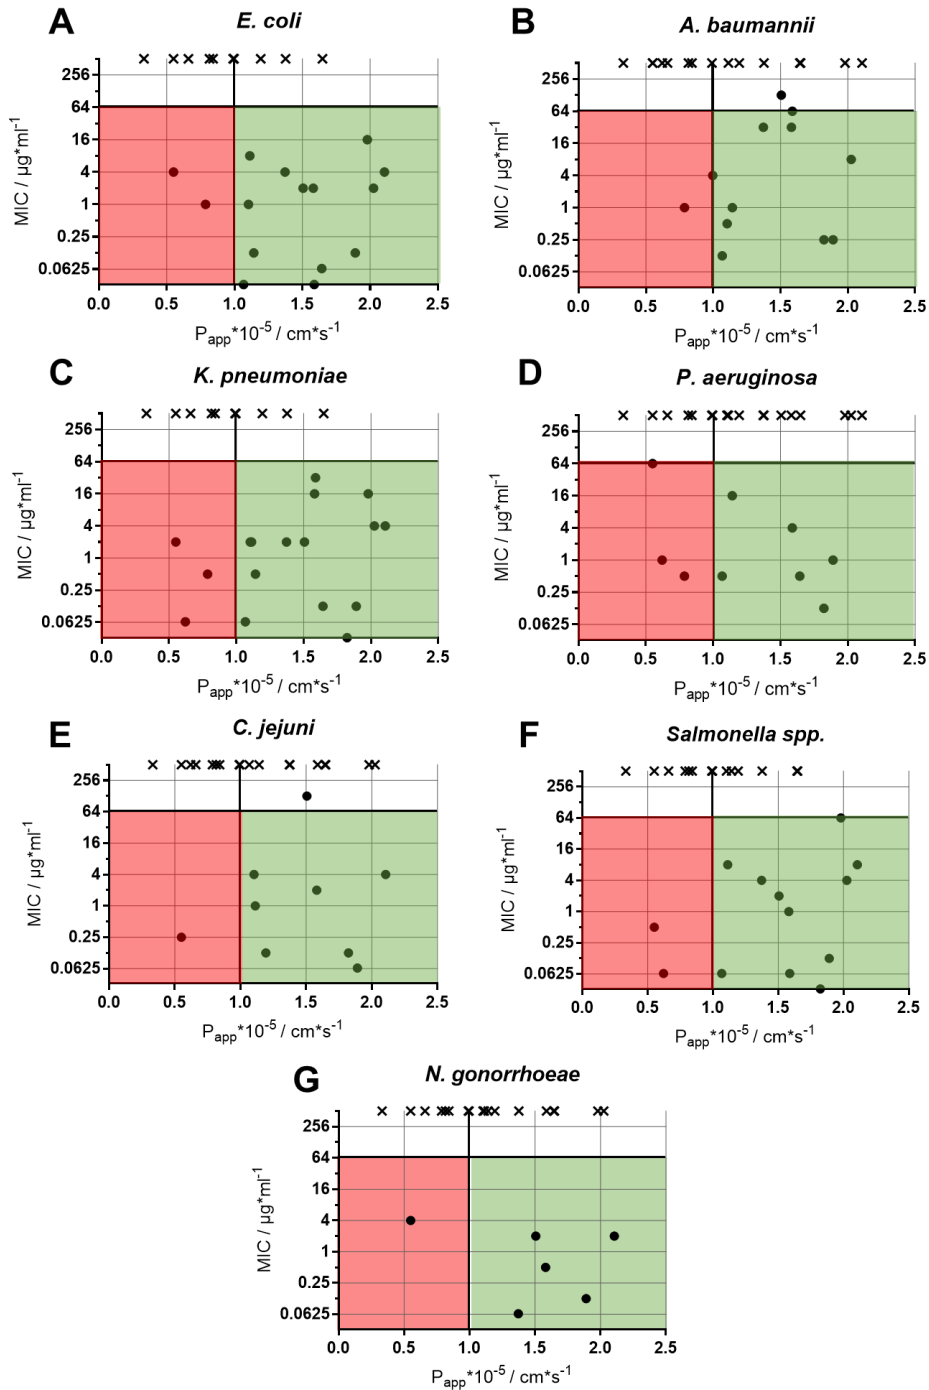 A E. coli
MIC / µg*ml-1
256
64
16
4
1
0.25
0.0625
0.0 0.5 1.0 1.5 2.0 2.5
Papp*10-5 / cm*s-1
B A. baumannii
MIC / µg*ml-1
256
64
16
4
1
0.25
0.0625
0.0 0.5 1.0 1.5 2.0 2.5
Papp*10-5 / cm*s-1
C K. pneumoniae
MIC / µg*ml-1
256
64
16
4
1
0.25
0.0625
0.0 0.5 1.0 1.5 2.0 2.5
Papp*10-5 / cm*s-1
D P. aeruginosa
MIC / µg*ml-1
256
64
16
4
1
0.25
0.0625
0.0 0.5 1.0 1.5 2.0 2.5
Papp*10-5 / cm*s-1
E C. jejuni
MIC / µg*ml-1
256
64
16
4
1
0.25
0.0625
0.0 0.5 1.0 1.5 2.0 2.5
Papp*10-5 / cm*s-1
F Salmonella spp.
MIC / µg*ml-1
256
64
16
4
1
0.25
0.0625
0.0 0.5 1.0 1.5 2.0 2.5
Papp*10-5 / cm*s-1
G N. gonorrhoeae
MIC / µg*ml-1
256
64
16
4
1
0.25
0.0625
0.0 0.5 1.0 1.5 2.0 2.5
Papp*10-5 / cm*s-1